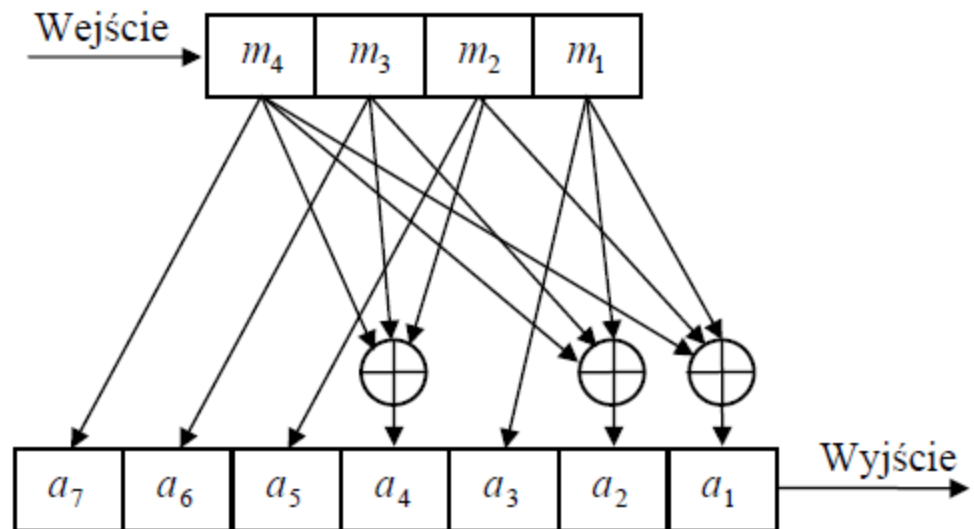 Wejście
m₄ m₃ m₂ m₁
a₇ a₆ a₅ a₄ a₃ a₂ a₁
Wyjście